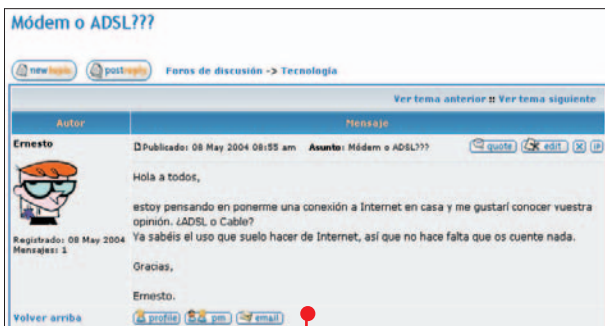 Módem o ADSL???
new topic post reply Foros de discusión -> Tecnología
Ver tema anterior :: Ver tema siguiente
Autor Mensaje
Ernesto Publicado: 08 May 2004 08:55 am Asunto: Módem o ADSL??? quote edit X IP
Hola a todos,
estoy pensando en ponerme una conexión a Internet en casa y me gustarí conocer vuestra
opinión. ¿ADSL o Cable?
Ya sabéis el uso que suelo hacer de Internet, así que no hace falta que os cuente nada.
Registrado: 08 May 2004
Mensajes: 1
Gracias,
Ernesto.
Volver arriba profile pm email